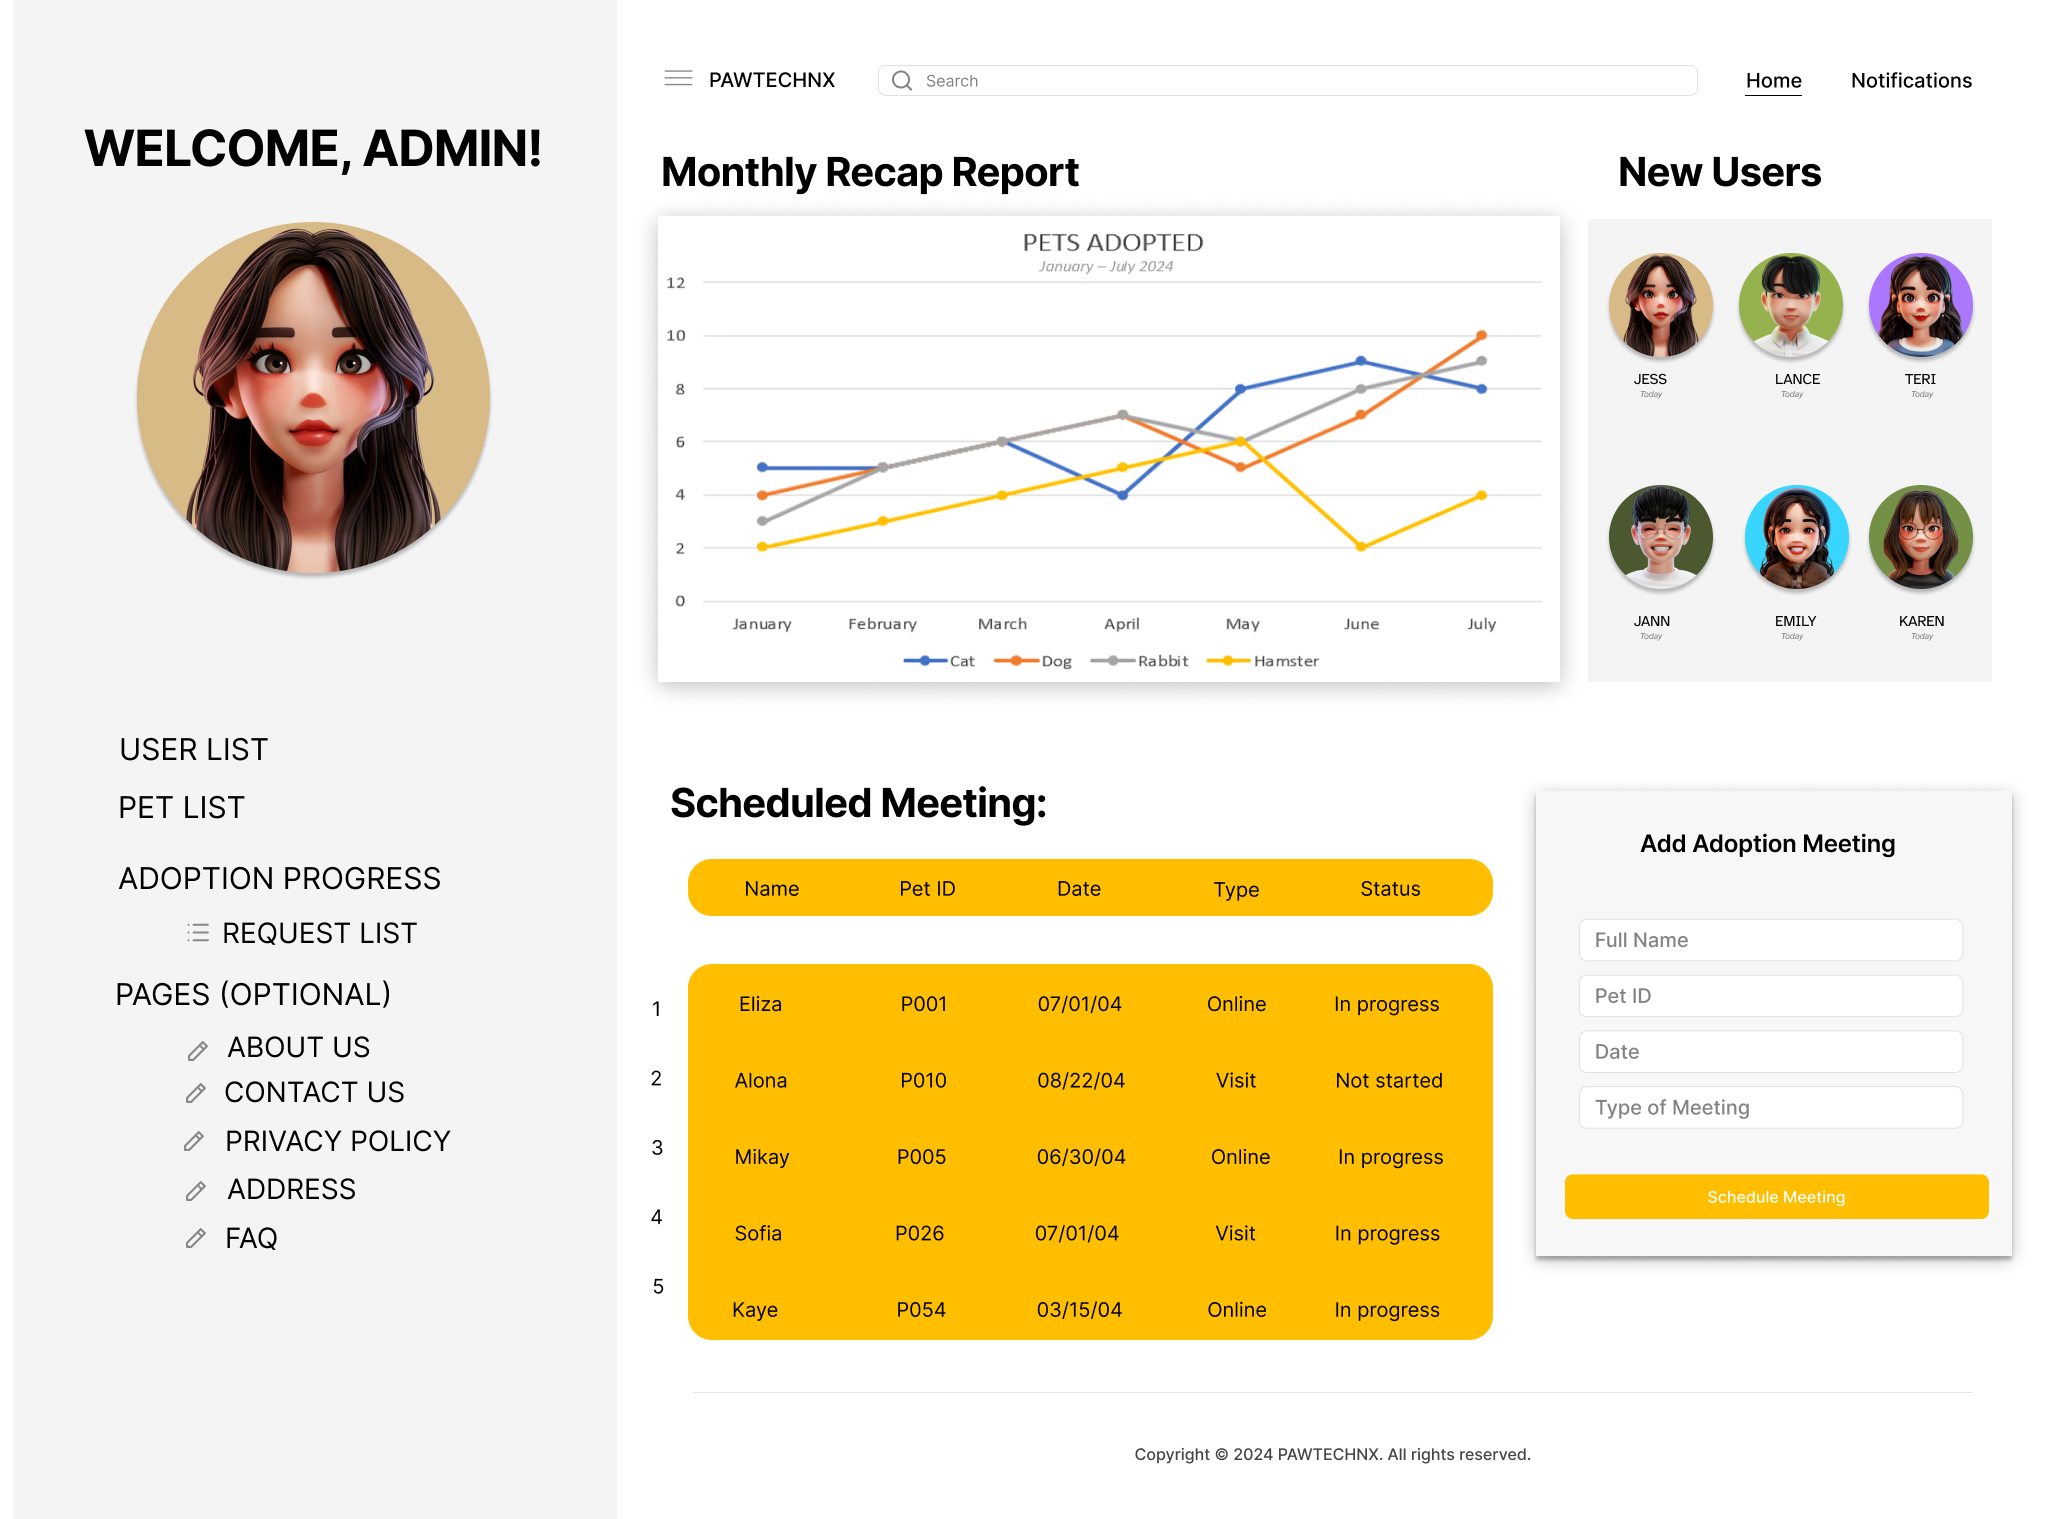 WELCOME, ADMIN!
USER LIST
PET LIST
ADOPTION PROGRESS
REQUEST LIST
PAGES (OPTIONAL)
ABOUT US
CONTACT US
PRIVACY POLICY
ADDRESS
FAQ
PAWTECHNX
Search
Home
Notifications
Monthly Recap Report
PETS ADOPTED
January – July 2024
12
10
8
6
4
2
0
January February March April May June July
Cat Dog Rabbit Hamster
New Users
JESS LANCE TERI
Today Today Today
JANN EMILY KAREN
Today Today Today
Scheduled Meeting:
Name Pet ID Date Type Status
1 Eliza P001 07/01/04 Online In progress
2 Alona P010 08/22/04 Visit Not started
3 Mikay P005 06/30/04 Online In progress
4 Sofia P026 07/01/04 Visit In progress
5 Kaye P054 03/15/04 Online In progress
Add Adoption Meeting
Full Name
Pet ID
Date
Type of Meeting
Schedule Meeting
Copyright © 2024 PAWTECHNX. All rights reserved.